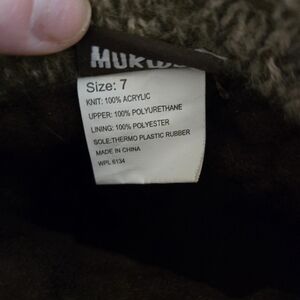 Size: 7
KNIT: 100% ACRYLIC
UPPER: 100% POLYURETHANE
LINING: 100% POLYESTER
SOLE:THERMO PLASTIC RUBBER
MADE IN CHINA
WPL 6134